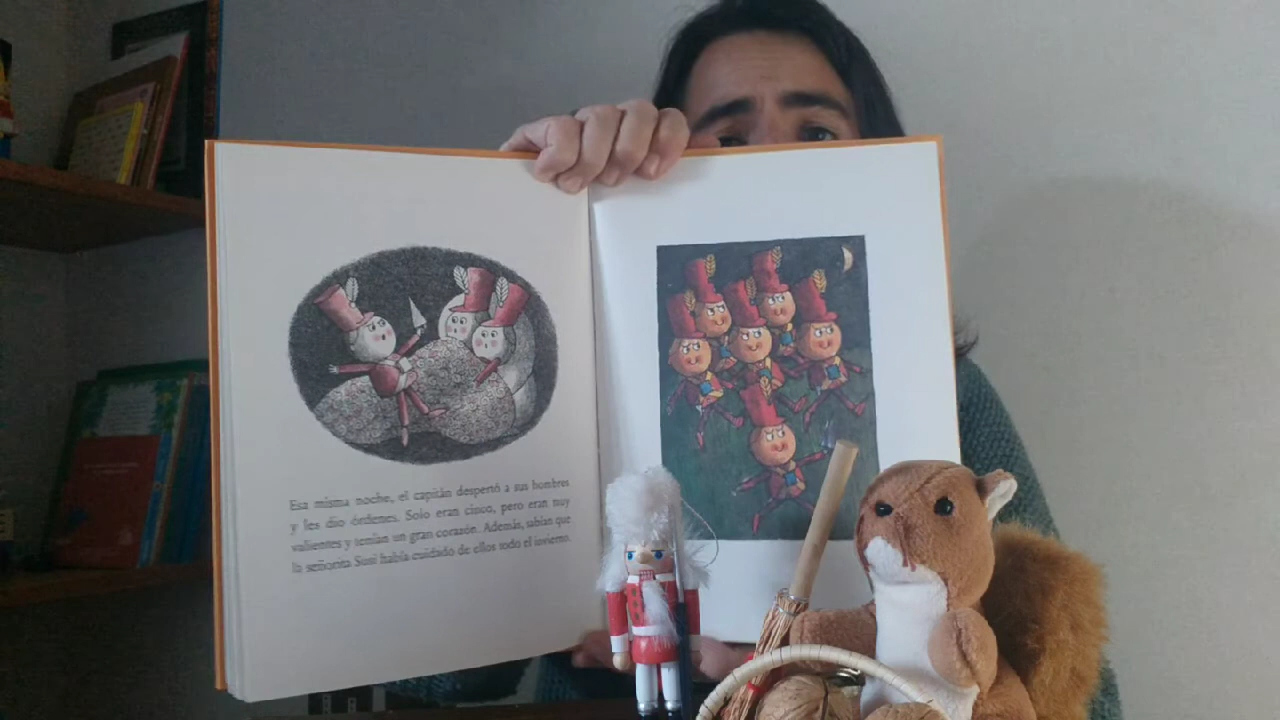 Esa misma noche, el capitán despertó a sus hombres
y les dio órdenes. Solo eran cinco, pero eran muy
valientes y tenían un gran corazón. Además, sabían que
la señorita Susi había cuidado de ellos todo el invierno.